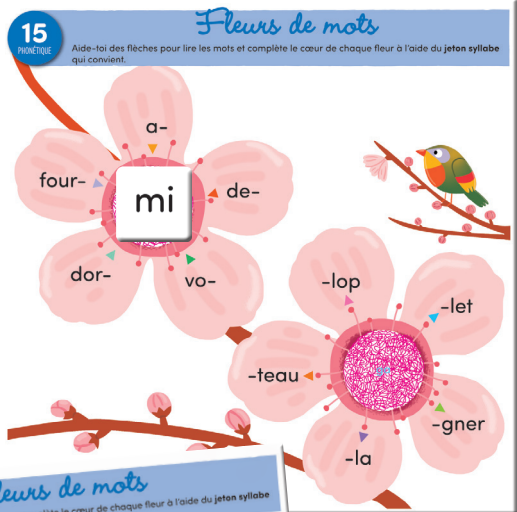 Fleurs de mots
15
PHONÉTIQUE
Aide-toi des flèches pour lire les mots et complète le cœur de chaque fleur à l'aide du jeton syllabe
qui convient.
a-
four-
mi
de-
dor-
vo-
-lop
-let
-teau
-gner
-la
leurs de mots
le cœur de chaque fleur à l'aide du jeton syllabe